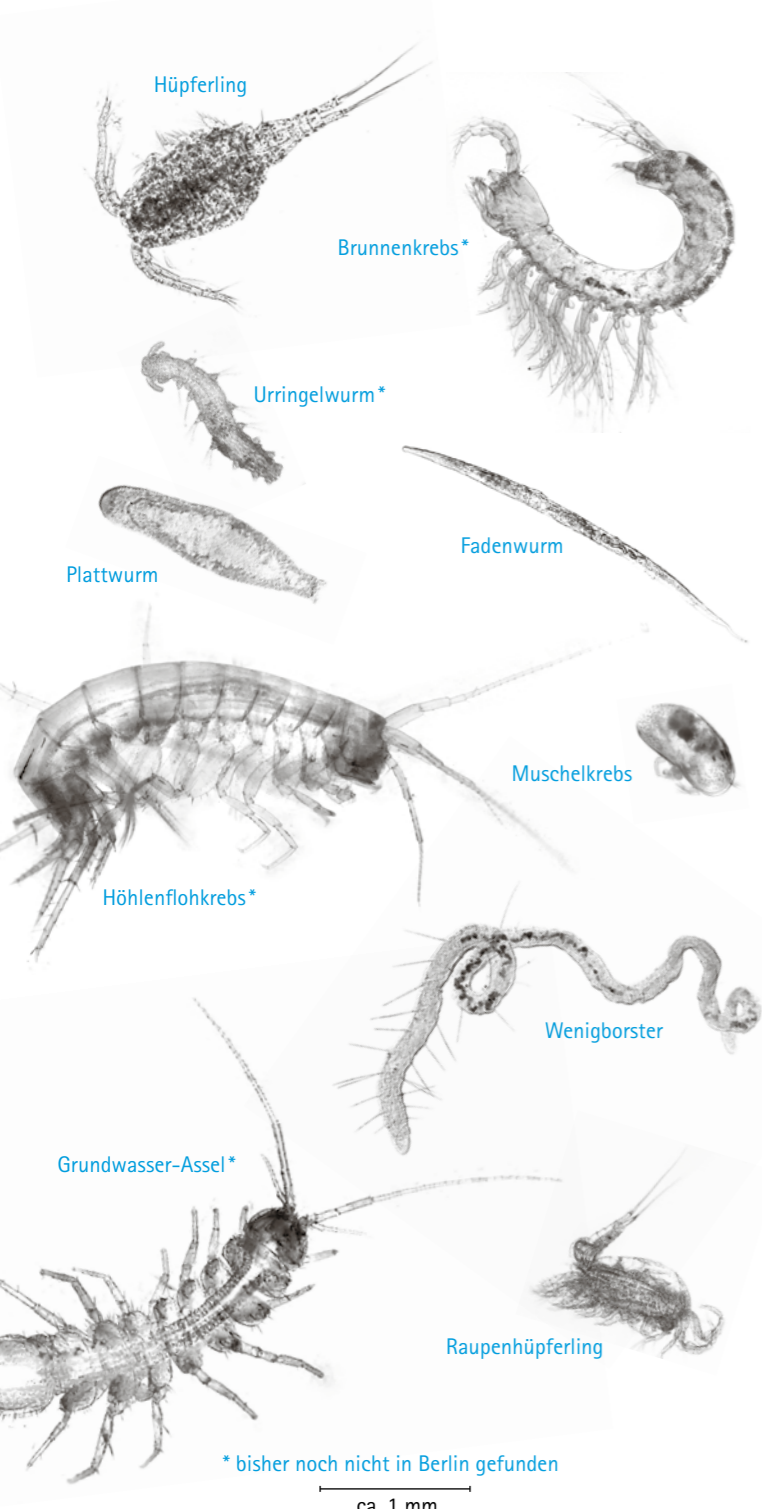 Hüpferling
Brunnenkrebs*
Urringelwurm*
Fadenwurm
Plattwurm
Muschelkrebs
Höhlenflohkrebs*
Wenigborster
Grundwasser-Assel*
Raupenhüpferling
* bisher noch nicht in Berlin gefunden
ca. 1 mm